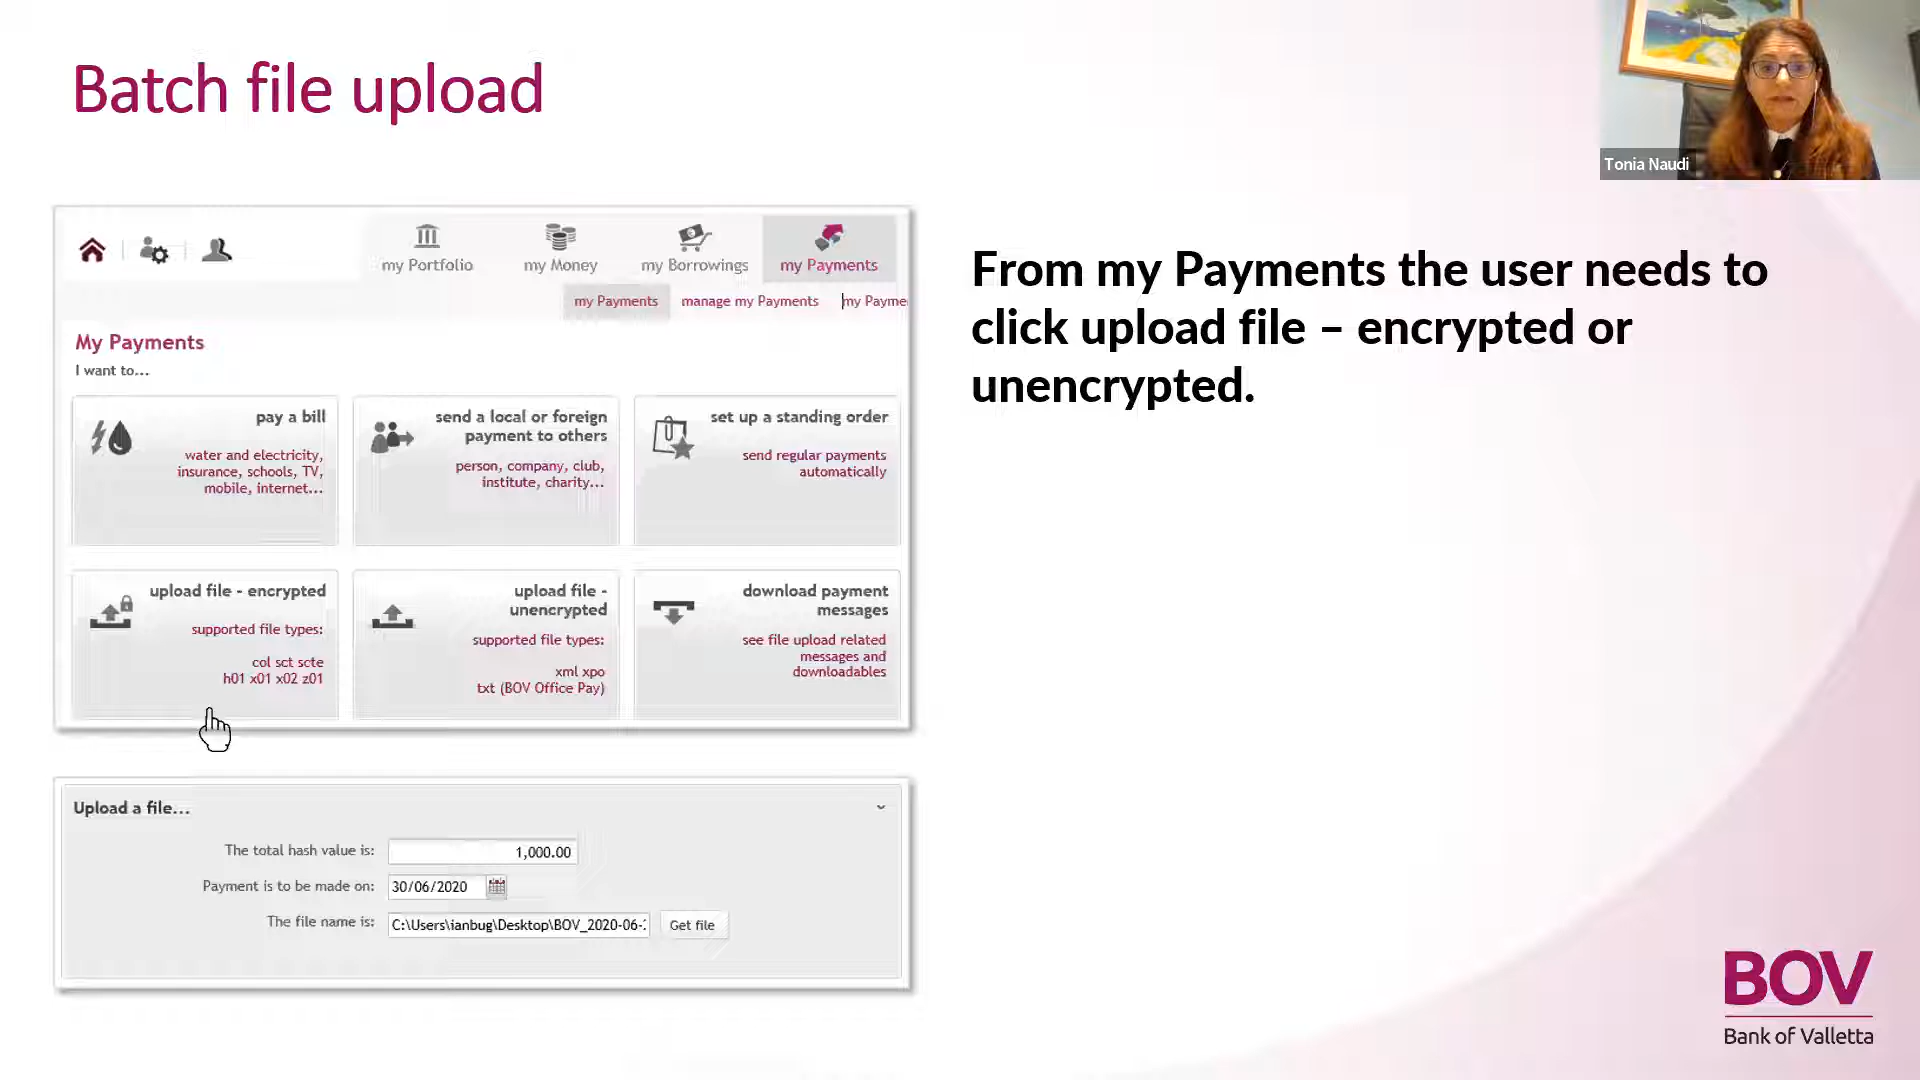 Batch file upload
Tonia Naudi
my Portfolio
my Money
my Borrowings
my Payments
my Payments
manage my Payments
my Payme
My Payments
I want to...
pay a bill
water and electricity,
insurance, schools, TV,
mobile, internet...
send a local or foreign
payment to others
person, company, club,
institute, charity...
set up a standing order
send regular payments
automatically
upload file - encrypted
supported file types:
col sct scte
h01 x01 x02 z01
upload file -
unencrypted
supported file types:
xml xpo
txt (BOV Office Pay)
download payment
messages
see file upload related
messages and
downloadables
From my Payments the user needs to
click upload file – encrypted or
unencrypted.
Upload a file...
The total hash value is:
1,000.00
Payment is to be made on:
30/06/2020
The file name is:
C:\Users\ianbug\Desktop\BOV_2020-06-
Get file
BOV
Bank of Valletta